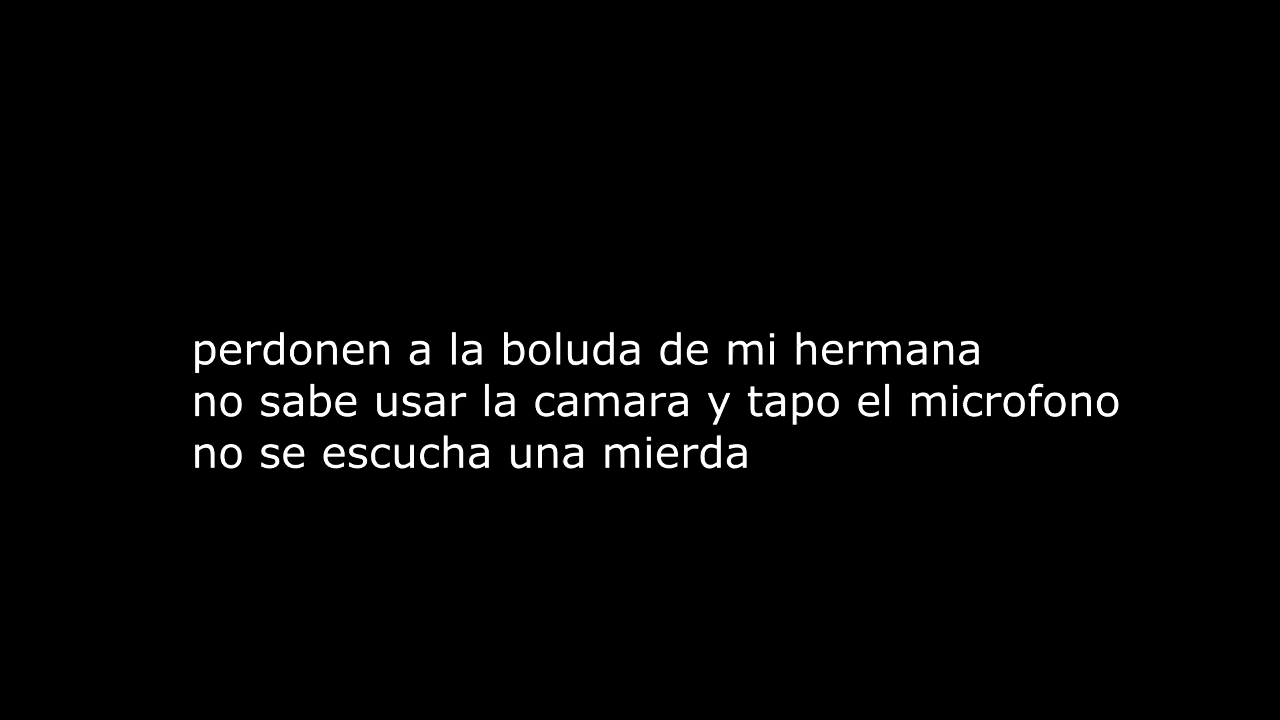 perdonen a la boluda de mi hermana
no sabe usar la camara y tapo el microfono
no se escucha una mierda